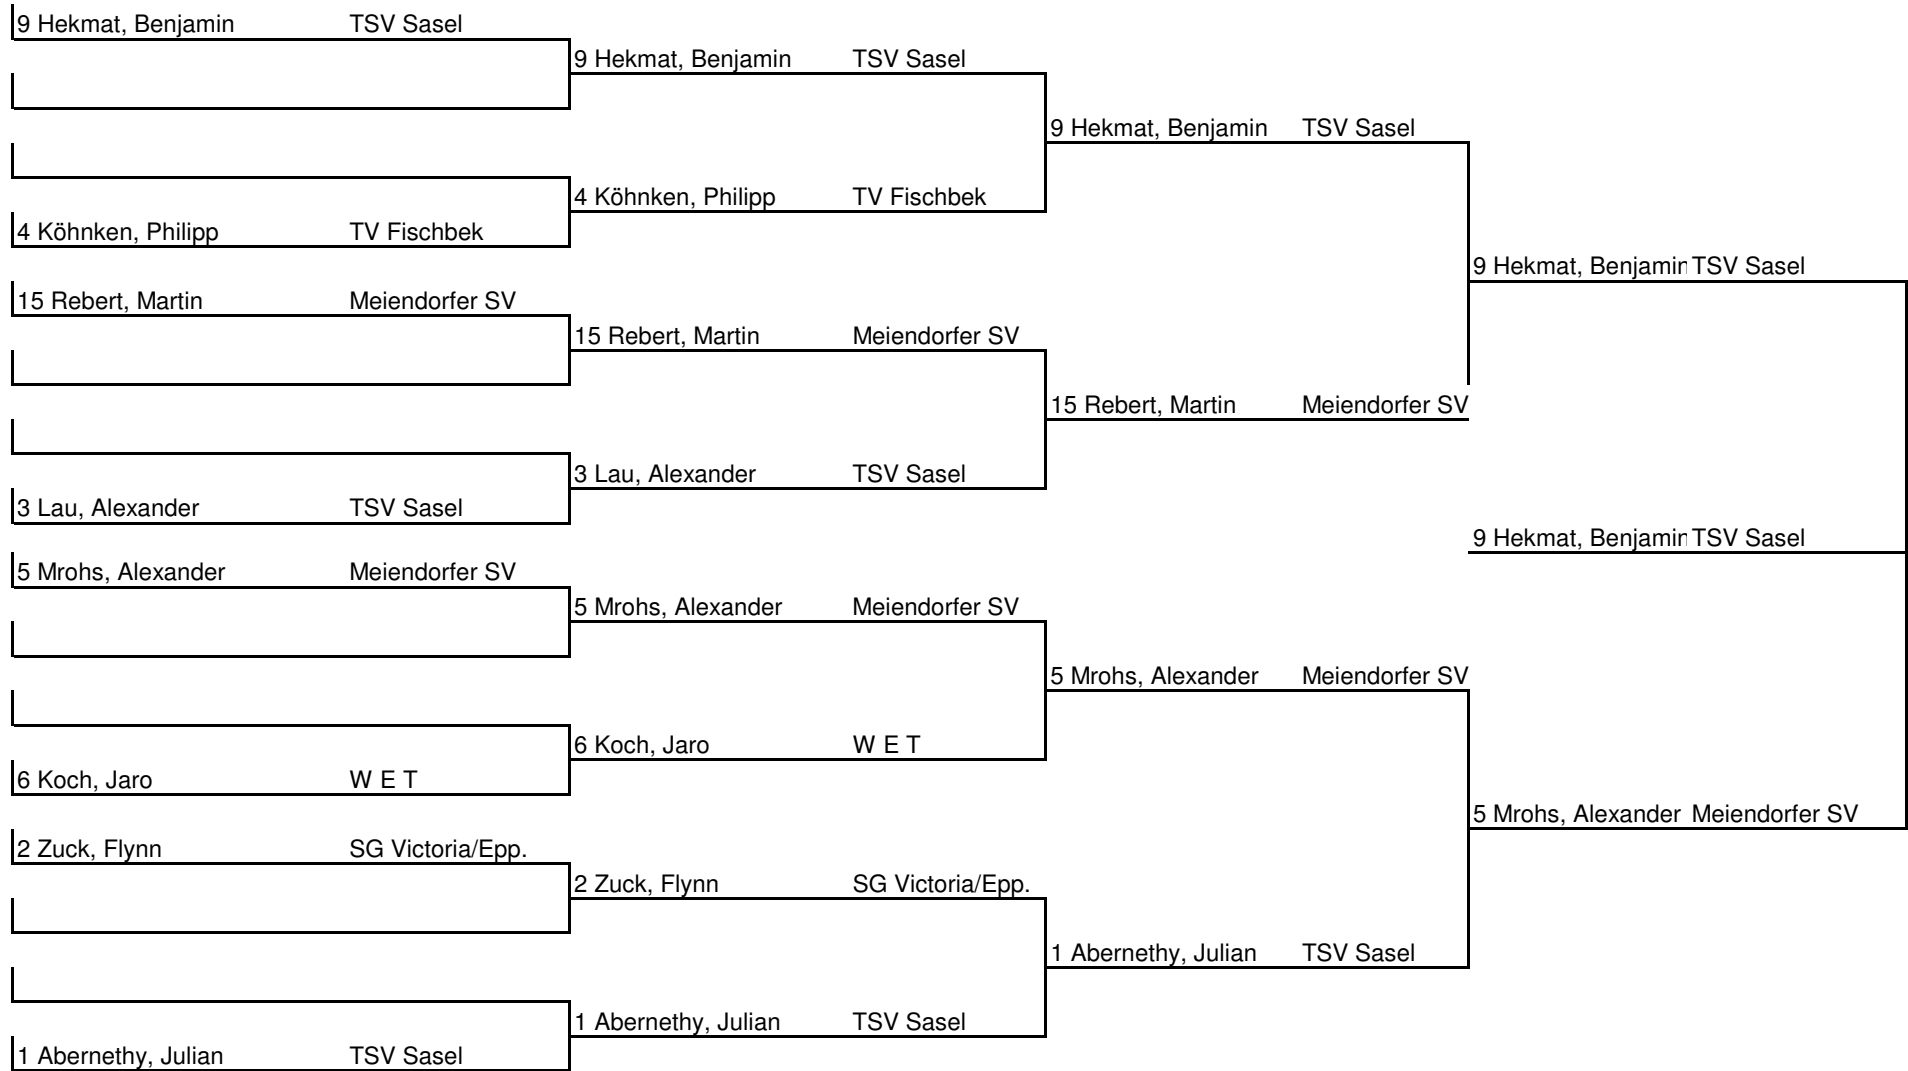 9 Hekmat, Benjamin TSV Sasel
9 Hekmat, Benjamin TSV Sasel
9 Hekmat, Benjamin TSV Sasel
4 Köhnken, Philipp TV Fischbek
4 Köhnken, Philipp TV Fischbek
9 Hekmat, Benjamin TSV Sasel
15 Rebert, Martin Meiendorfer SV
15 Rebert, Martin Meiendorfer SV
15 Rebert, Martin Meiendorfer SV
3 Lau, Alexander TSV Sasel
3 Lau, Alexander TSV Sasel
9 Hekmat, Benjamin TSV Sasel
5 Mrohs, Alexander Meiendorfer SV
5 Mrohs, Alexander Meiendorfer SV
5 Mrohs, Alexander Meiendorfer SV
6 Koch, Jaro W E T
6 Koch, Jaro W E T
5 Mrohs, Alexander Meiendorfer SV
2 Zuck, Flynn SG Victoria/Epp.
2 Zuck, Flynn SG Victoria/Epp.
1 Abernethy, Julian TSV Sasel
1 Abernethy, Julian TSV Sasel
1 Abernethy, Julian TSV Sasel